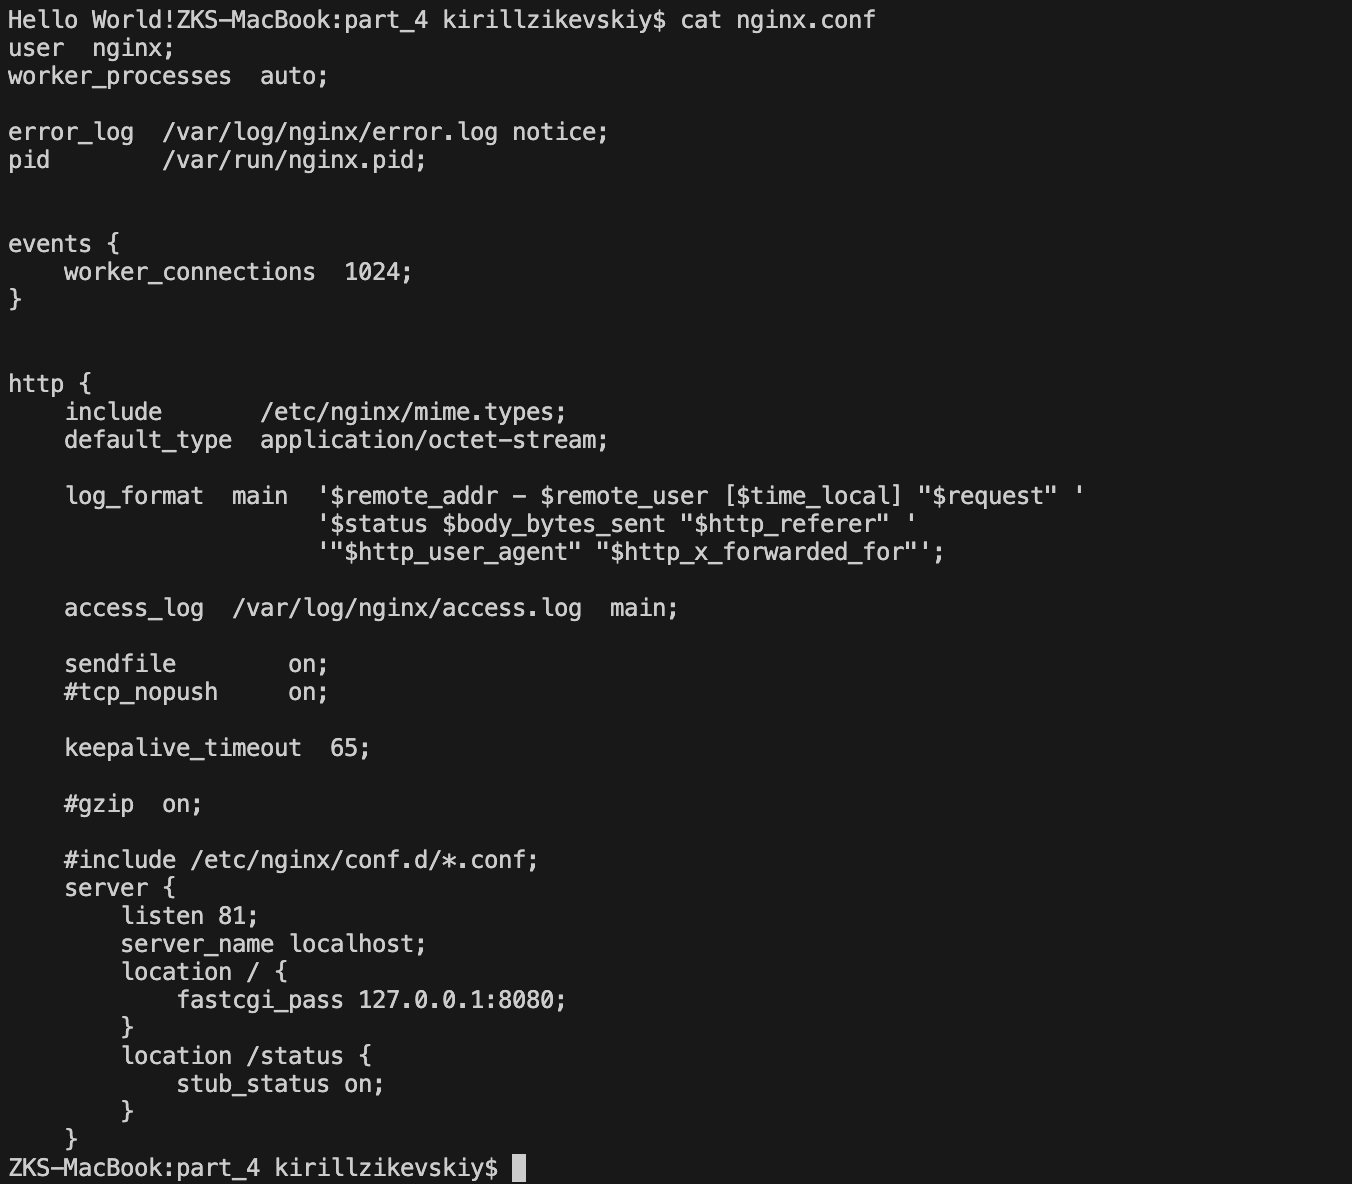 Hello World!ZKS-MacBook:part_4 kirillzikevskiy$ cat nginx.conf
user  nginx;
worker_processes  auto;

error_log  /var/log/nginx/error.log notice;
pid        /var/run/nginx.pid;


events {
    worker_connections  1024;
}


http {
    include       /etc/nginx/mime.types;
    default_type  application/octet-stream;

    log_format  main  '$remote_addr - $remote_user [$time_local] "$request" '
                      '$status $body_bytes_sent "$http_referer" '
                      '"$http_user_agent" "$http_x_forwarded_for"';

    access_log  /var/log/nginx/access.log  main;

    sendfile        on;
    #tcp_nopush     on;

    keepalive_timeout  65;

    #gzip  on;

    #include /etc/nginx/conf.d/*.conf;
    server {
        listen 81;
        server_name localhost;
        location / {
            fastcgi_pass 127.0.0.1:8080;
        }
        location /status {
            stub_status on;
        }
    }
ZKS-MacBook:part_4 kirillzikevskiy$